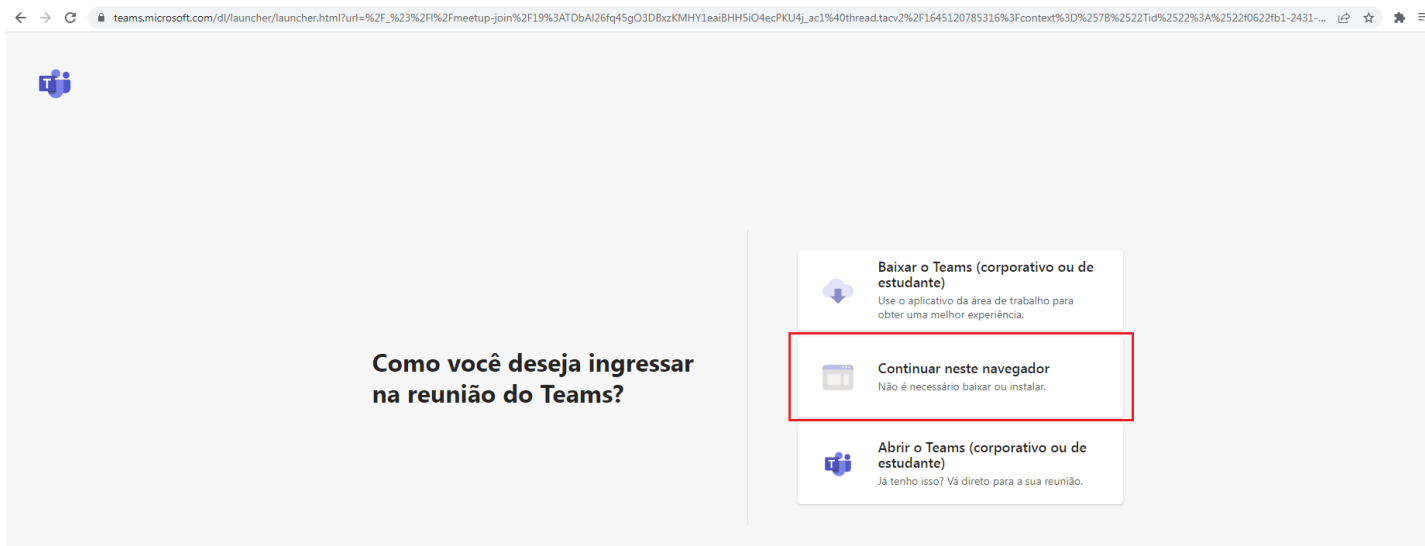 teams.microsoft.com/dl/launcher/launcher.html?url=%2F_%23%2Fl%2Fmeetup-join%2F19%3ATDbAl26fq45gO3DBxzKMHY1eaiBHH5iO4ecPKU4j_ac1%40thread.tacv2%2F1645120785316%3Fcontext%3D%257B%2522Tid%2522%3A%2522f0622fb1-2431-...
Baixar o Teams (corporativo ou de
estudante)
Use o aplicativo da área de trabalho para
obter uma melhor experiência.
Como você deseja ingressar
na reunião do Teams?
Continuar neste navegador
Não é necessário baixar ou instalar.
Abrir o Teams (corporativo ou de
estudante)
Já tenho isso? Vá direto para a sua reunião.